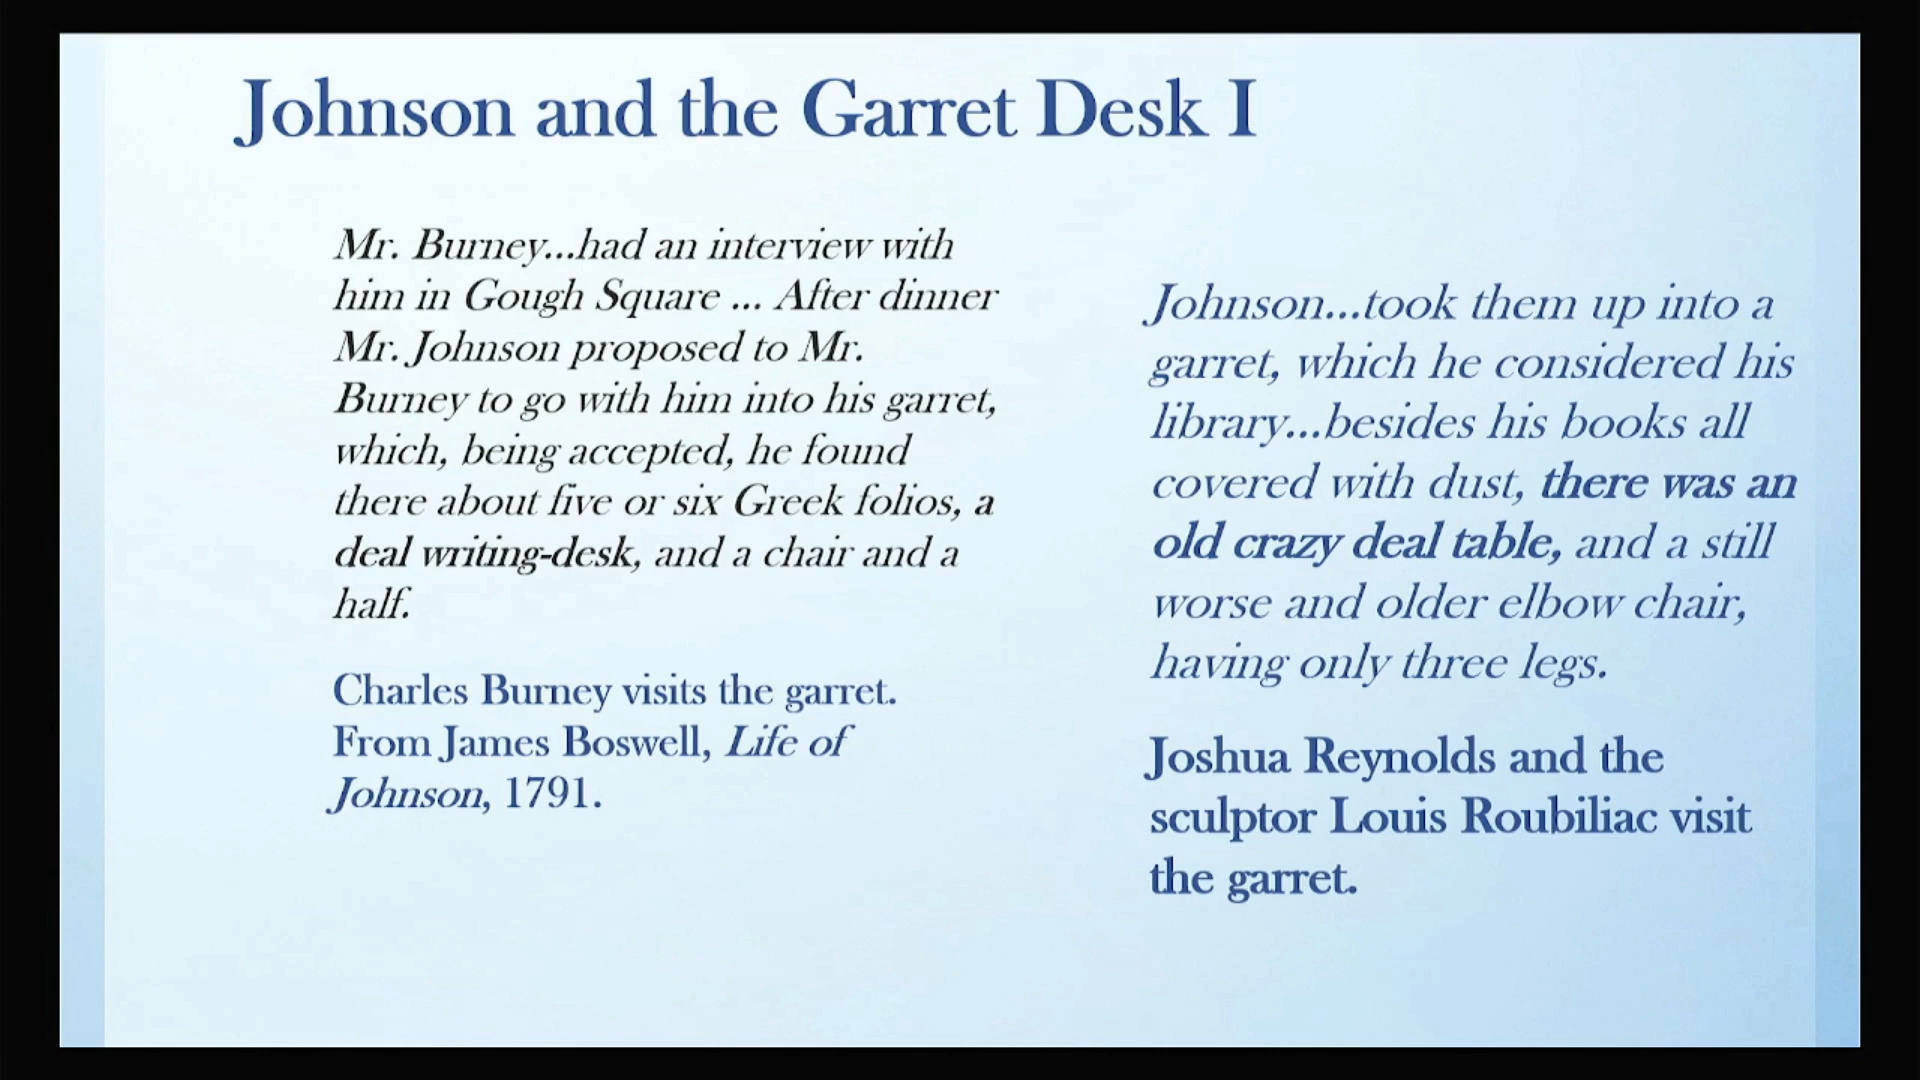 Johnson and the Garret Desk I
Mr. Burney...had an interview with
him in Gough Square ... After dinner
Mr. Johnson proposed to Mr.
Burney to go with him into his garret,
which, being accepted, he found
there about five or six Greek folios, a
deal writing-desk, and a chair and a
half.
Charles Burney visits the garret.
From James Boswell, Life of
Johnson, 1791.
Johnson...took them up into a
garret, which he considered his
library...besides his books all
covered with dust, there was an
old crazy deal table, and a still
worse and older elbow chair,
having only three legs.
Joshua Reynolds and the
sculptor Louis Roubiliac visit
the garret.